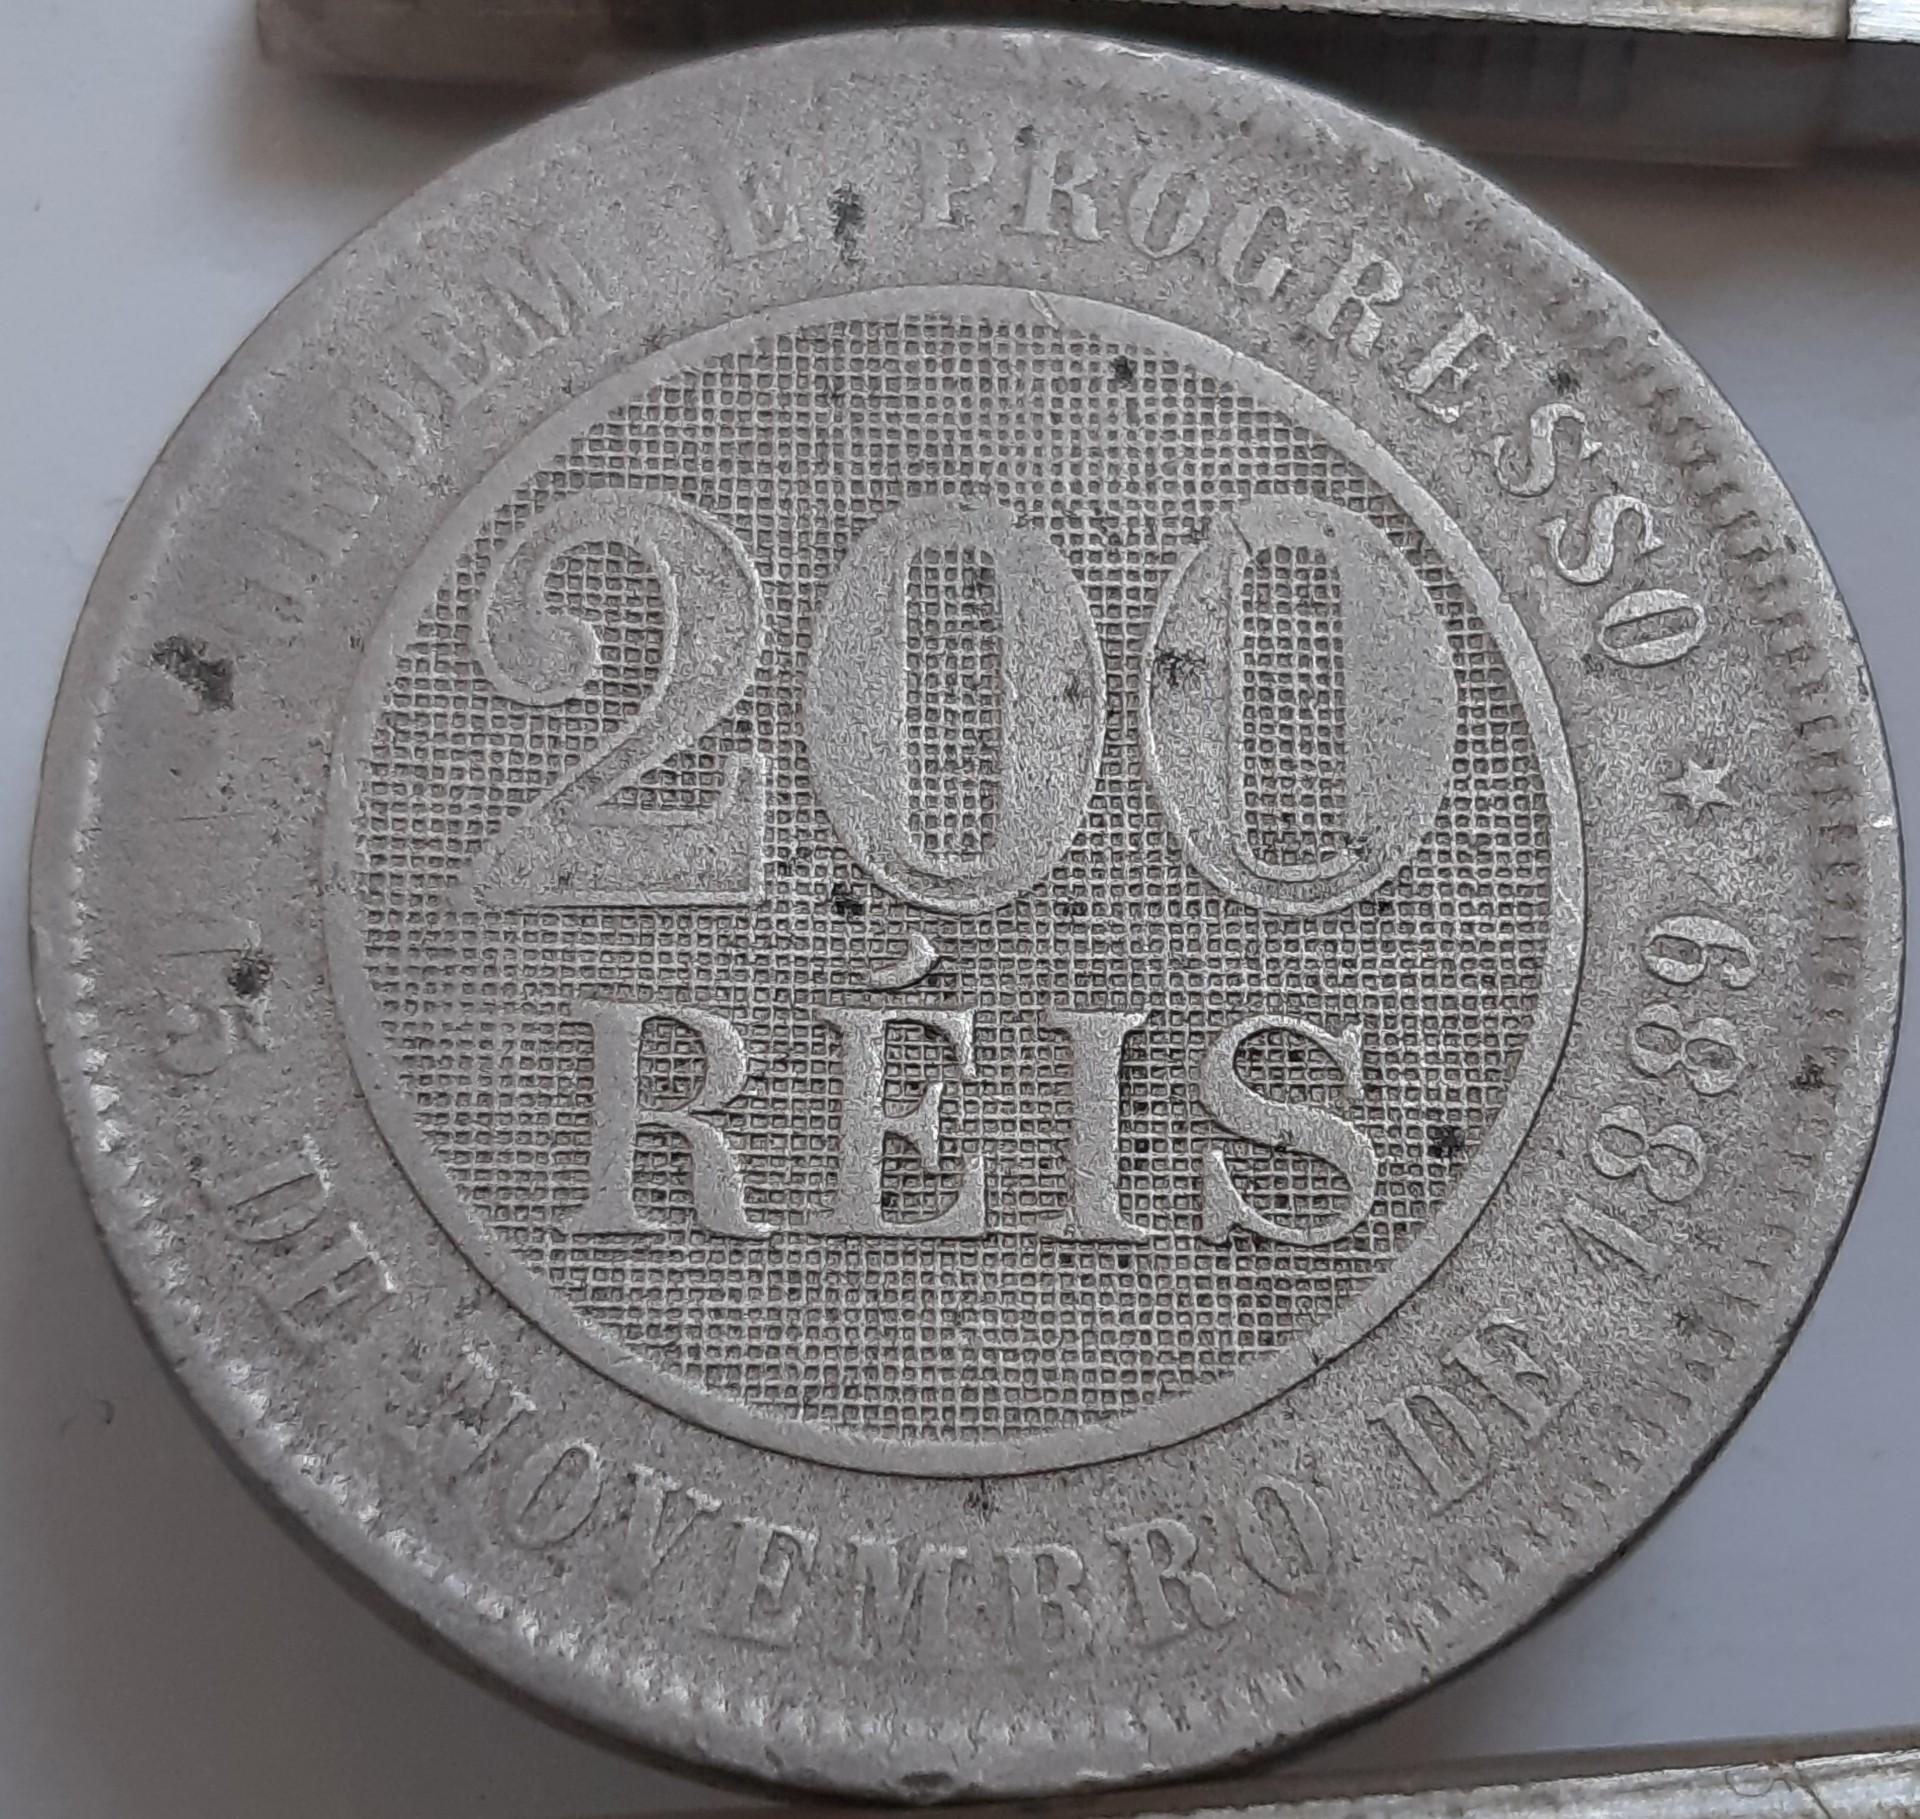 ORDEM E PROGRESSO ★
200
RÉIS
15 DE NOVEMBRO DE 1889